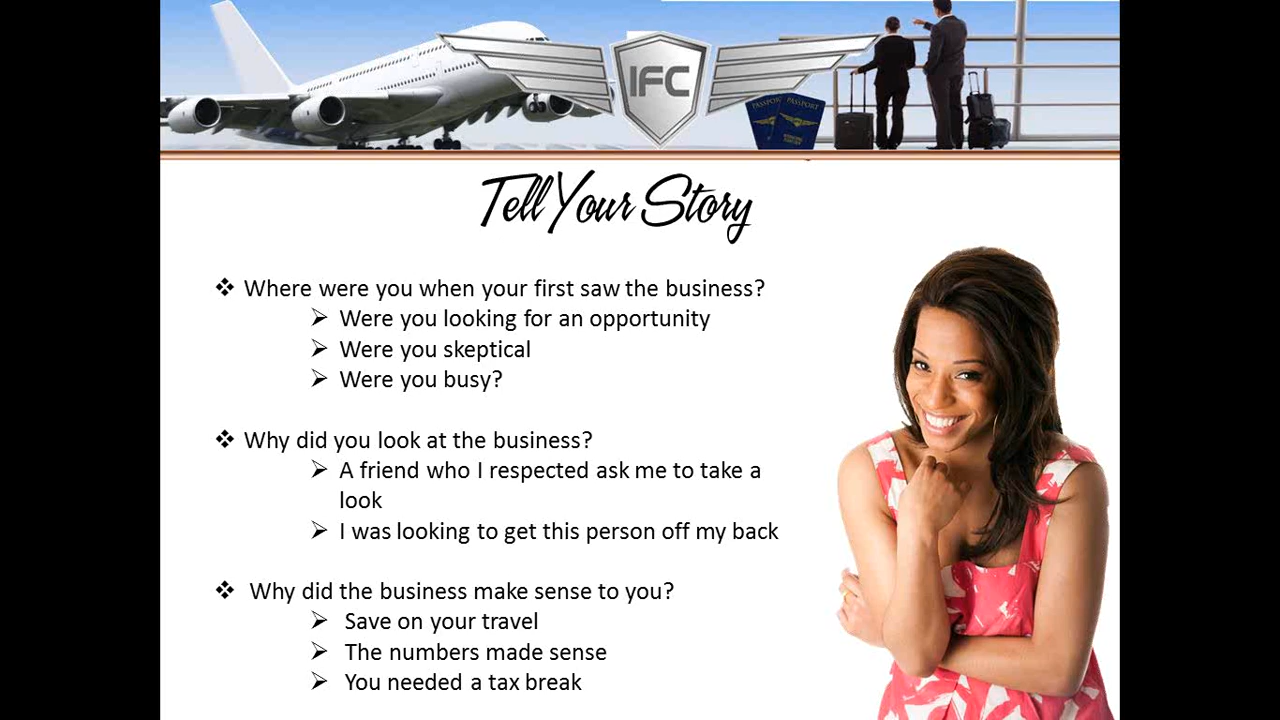 IFC
PASSPORT PASSPORT
Tell Your Story
❖ Where were you when your first saw the business?
➢ Were you looking for an opportunity
➢ Were you skeptical
➢ Were you busy?
❖ Why did you look at the business?
➢ A friend who I respected ask me to take a
look
➢ I was looking to get this person off my back
❖ Why did the business make sense to you?
➢ Save on your travel
➢ The numbers made sense
➢ You needed a tax break